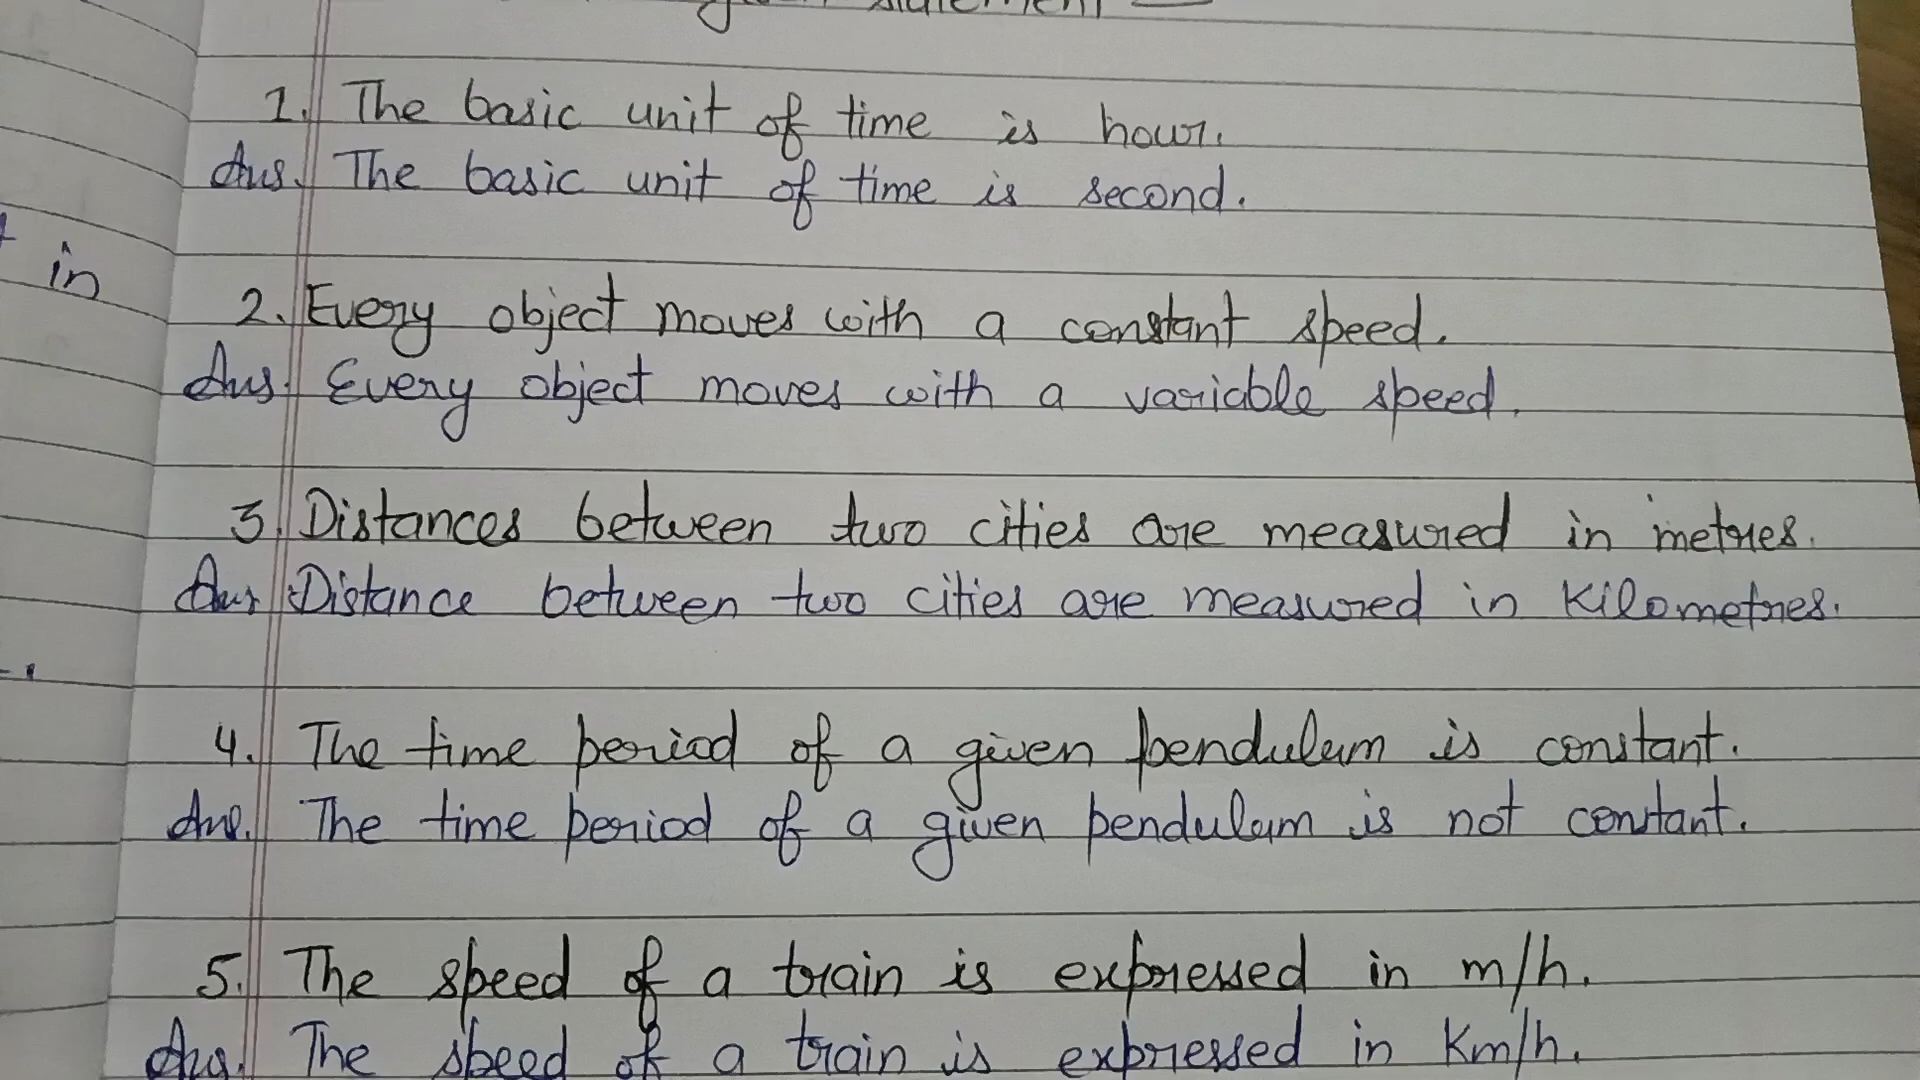 given statement
1. The basic unit of time is hour.
Ans. The basic unit of time is second.
in
2. Every object moves with a constant speed.
Ans. Every object moves with a variable speed.
3. Distances between two cities are measured in metres.
Ans Distance between two cities are measured in Kilometres.
4. The time period of a given pendulum is constant.
Ans. The time period of a given pendulum is not constant.
5. The speed of a train is expressed in m/h.
Ans. The speed of a train is expressed in Km/h.